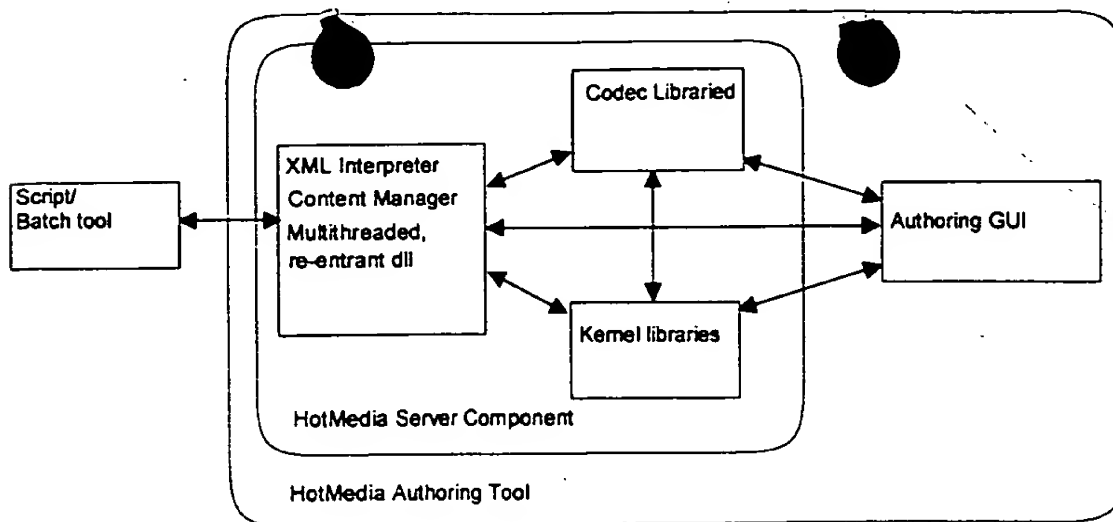 Codec Libraried
XML Interpreter
Content Manager
Multithreaded,
re-entrant dll
Script/
Batch tool
Authoring GUI
Kernel libraries
HotMedia Server Component
HotMedia Authoring Tool